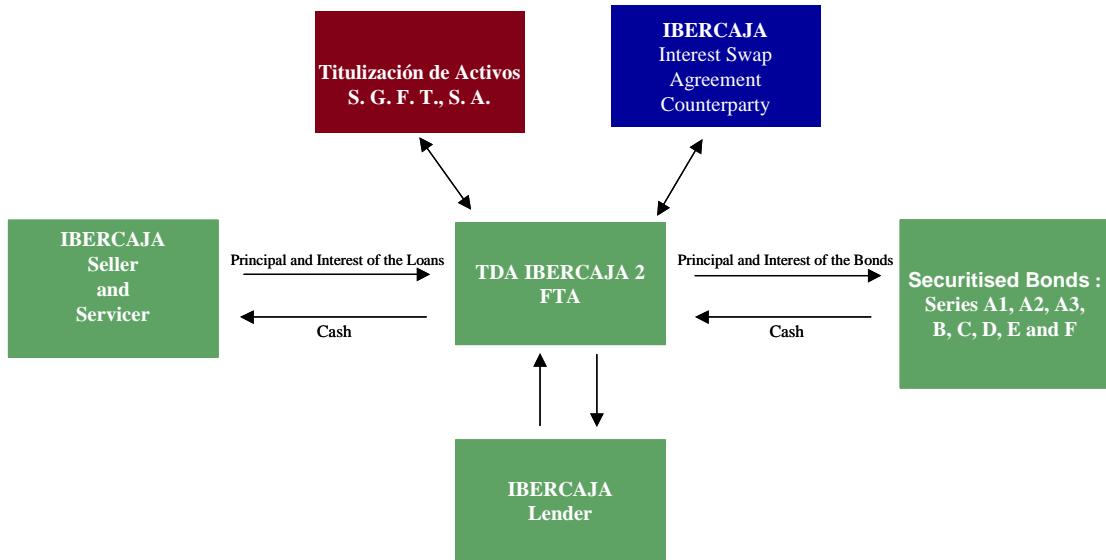 Titulización de Activos
S. G. F. T., S. A.
IBERCAJA
Interest Swap
Agreement
Counterparty
IBERCAJA
Seller
and
Servicer
Principal and Interest of the Loans
Cash
TDA IBERCAJA 2
FTA
Principal and Interest of the Bonds
Cash
Securitised Bonds :
Series A1, A2, A3,
B, C, D, E and F
IBERCAJA
Lender